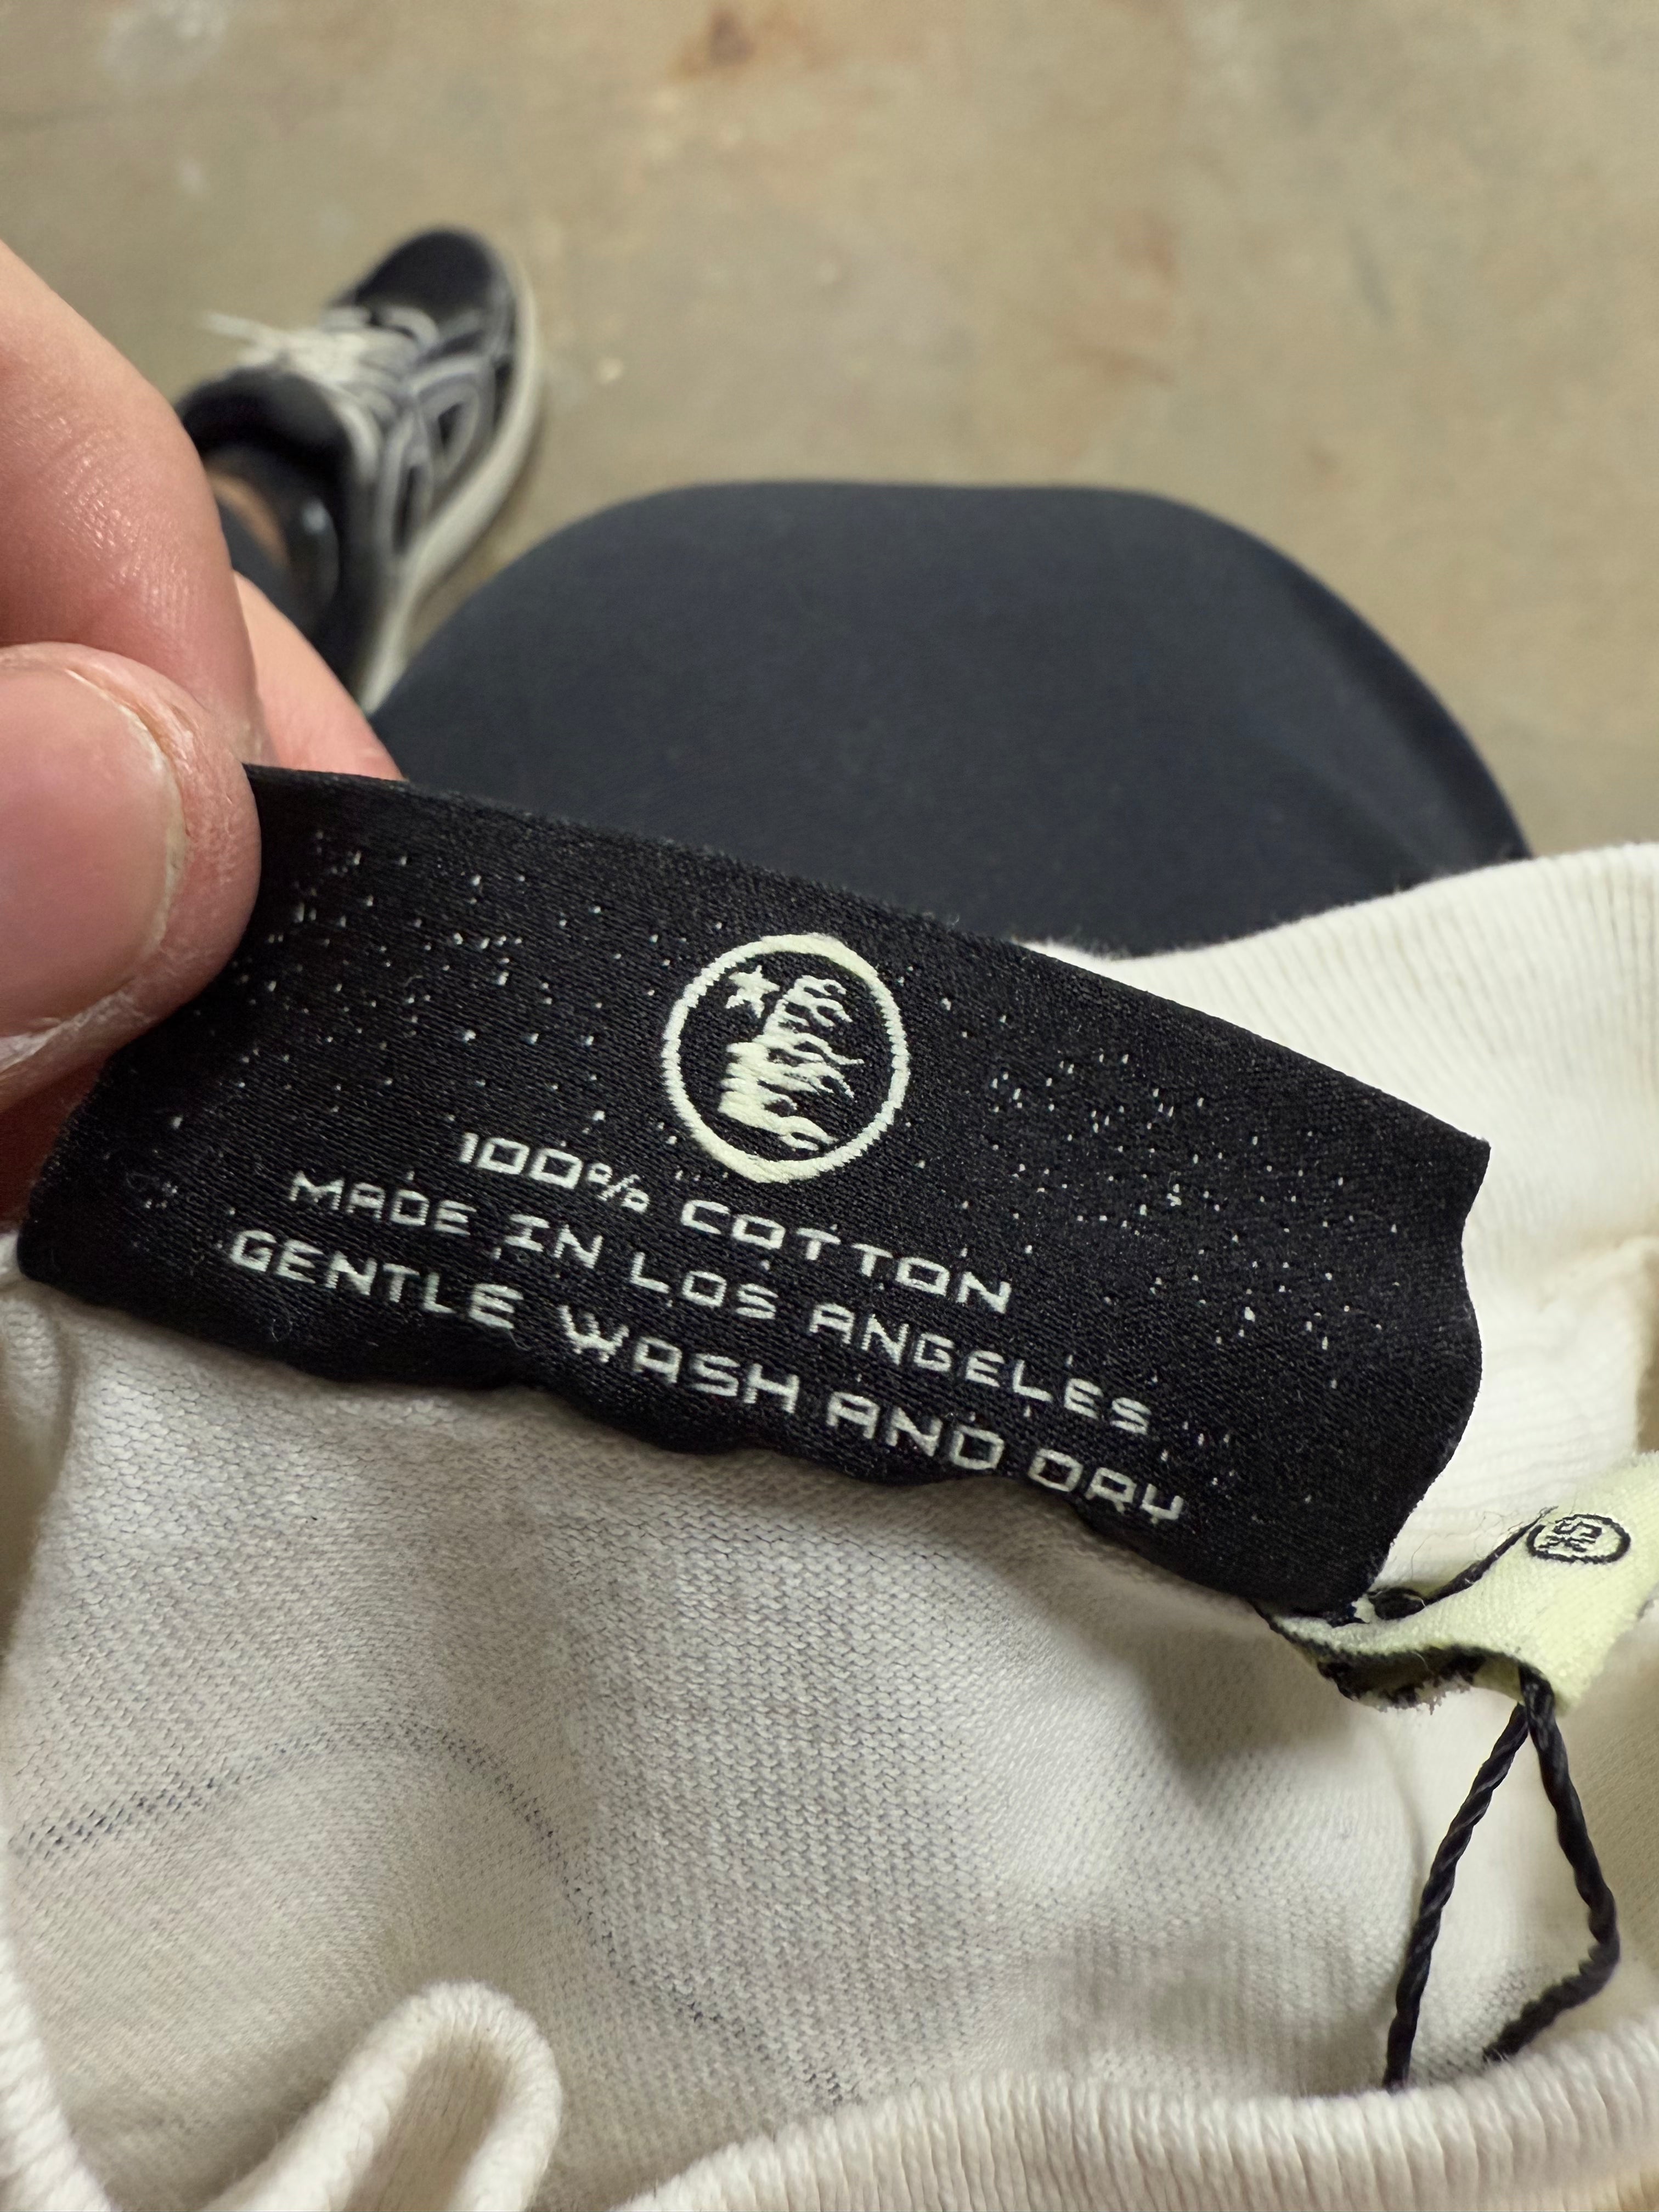 100% COTTON
MADE IN LOS ANGELES
GENTLE WASH AND DRY